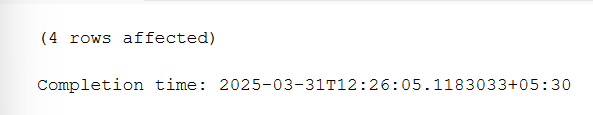 (4 rows affected)
Completion time: 2025-03-31T12:26:05.1183033+05:30